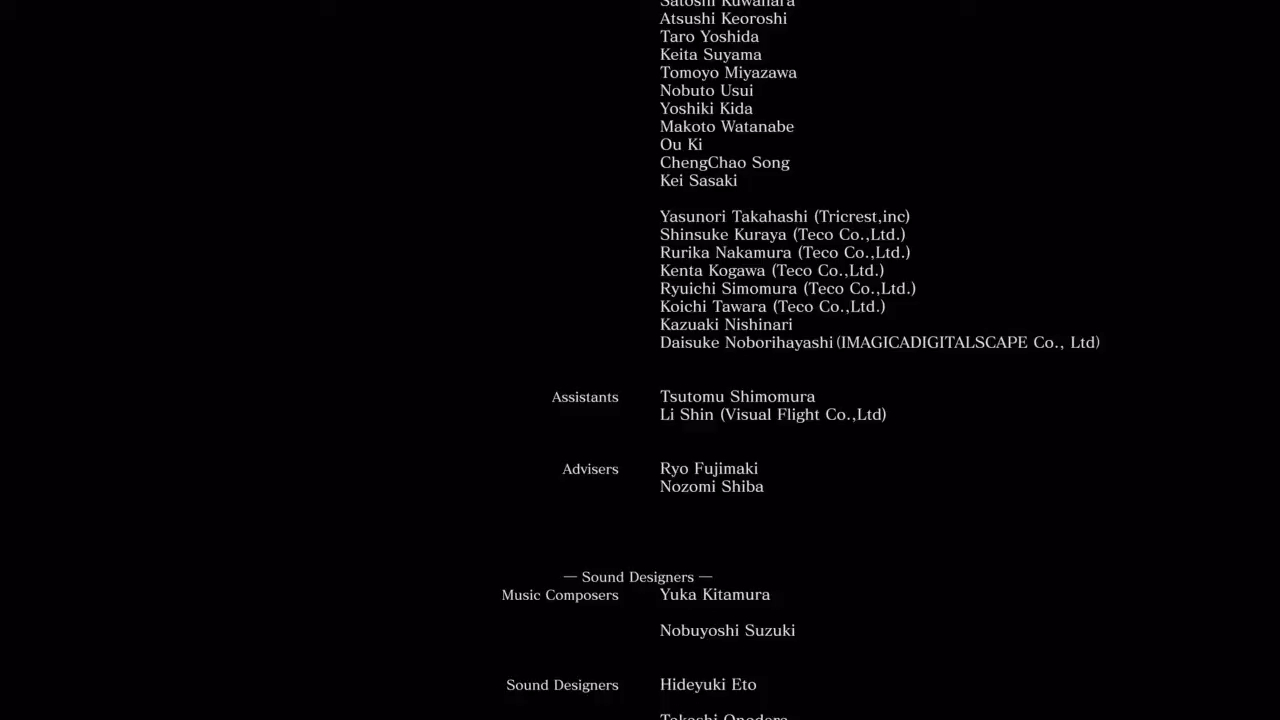 Satoshi Kuwahara
Atsushi Keoroshi
Taro Yoshida
Keita Suyama
Tomoyo Miyazawa
Nobuto Usui
Yoshiki Kida
Makoto Watanabe
Ou Ki
ChengChao Song
Kei Sasaki
Yasunori Takahashi (Tricrest,inc)
Shinsuke Kuraya (Teco Co.,Ltd.)
Rurika Nakamura (Teco Co.,Ltd.)
Kenta Kogawa (Teco Co.,Ltd.)
Ryuichi Simomura (Teco Co.,Ltd.)
Koichi Tawara (Teco Co.,Ltd.)
Kazuaki Nishinari
Daisuke Noborihayashi(IMAGICADIGITALSCAPE Co., Ltd)
Assistants Tsutomu Shimomura
Li Shin (Visual Flight Co.,Ltd)
Advisers Ryo Fujimaki
Nozomi Shiba
— Sound Designers —
Music Composers Yuka Kitamura
Nobuyoshi Suzuki
Sound Designers Hideyuki Eto
Takashi Onodera